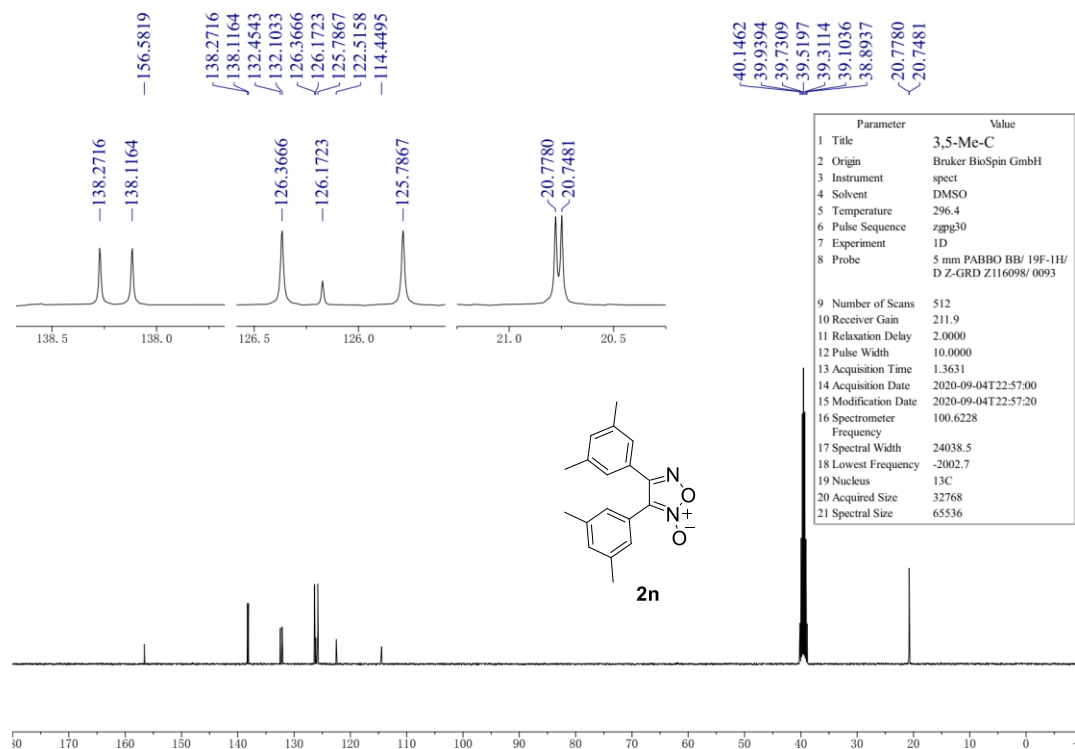 156.5819
138.2716
138.1164
132.4543
132.1033
126.3666
126.1723
125.7867
122.5158
114.4495
40.1462
39.9394
39.7309
39.5197
39.3114
39.1036
38.8937
20.7780
20.7481
138.2716
138.1164
126.3666
126.1723
125.7867
20.7780
20.7481
138.5 138.0 126.5 126.0 21.0 20.5
Parameter Value
1 Title 3,5-Me-C
2 Origin Bruker BioSpin GmbH
3 Instrument spect
4 Solvent DMSO
5 Temperature 296.4
6 Pulse Sequence zgpg30
7 Experiment 1D
8 Probe 5 mm PABBO BB/ 19F-1H/
D Z-GRD Z116098/ 0093
9 Number of Scans 512
10 Receiver Gain 211.9
11 Relaxation Delay 2.0000
12 Pulse Width 10.0000
13 Acquisition Time 1.3631
14 Acquisition Date 2020-09-04T22:57:00
15 Modification Date 2020-09-04T22:57:20
16 Spectrometer 100.6228
Frequency
17 Spectral Width 24038.5
18 Lowest Frequency -2002.7
19 Nucleus 13C
20 Acquired Size 32768
21 Spectral Size 65536
N
O
N+
O−
2n
170 160 150 140 130 120 110 100 90 80 70 60 50 40 30 20 10 0